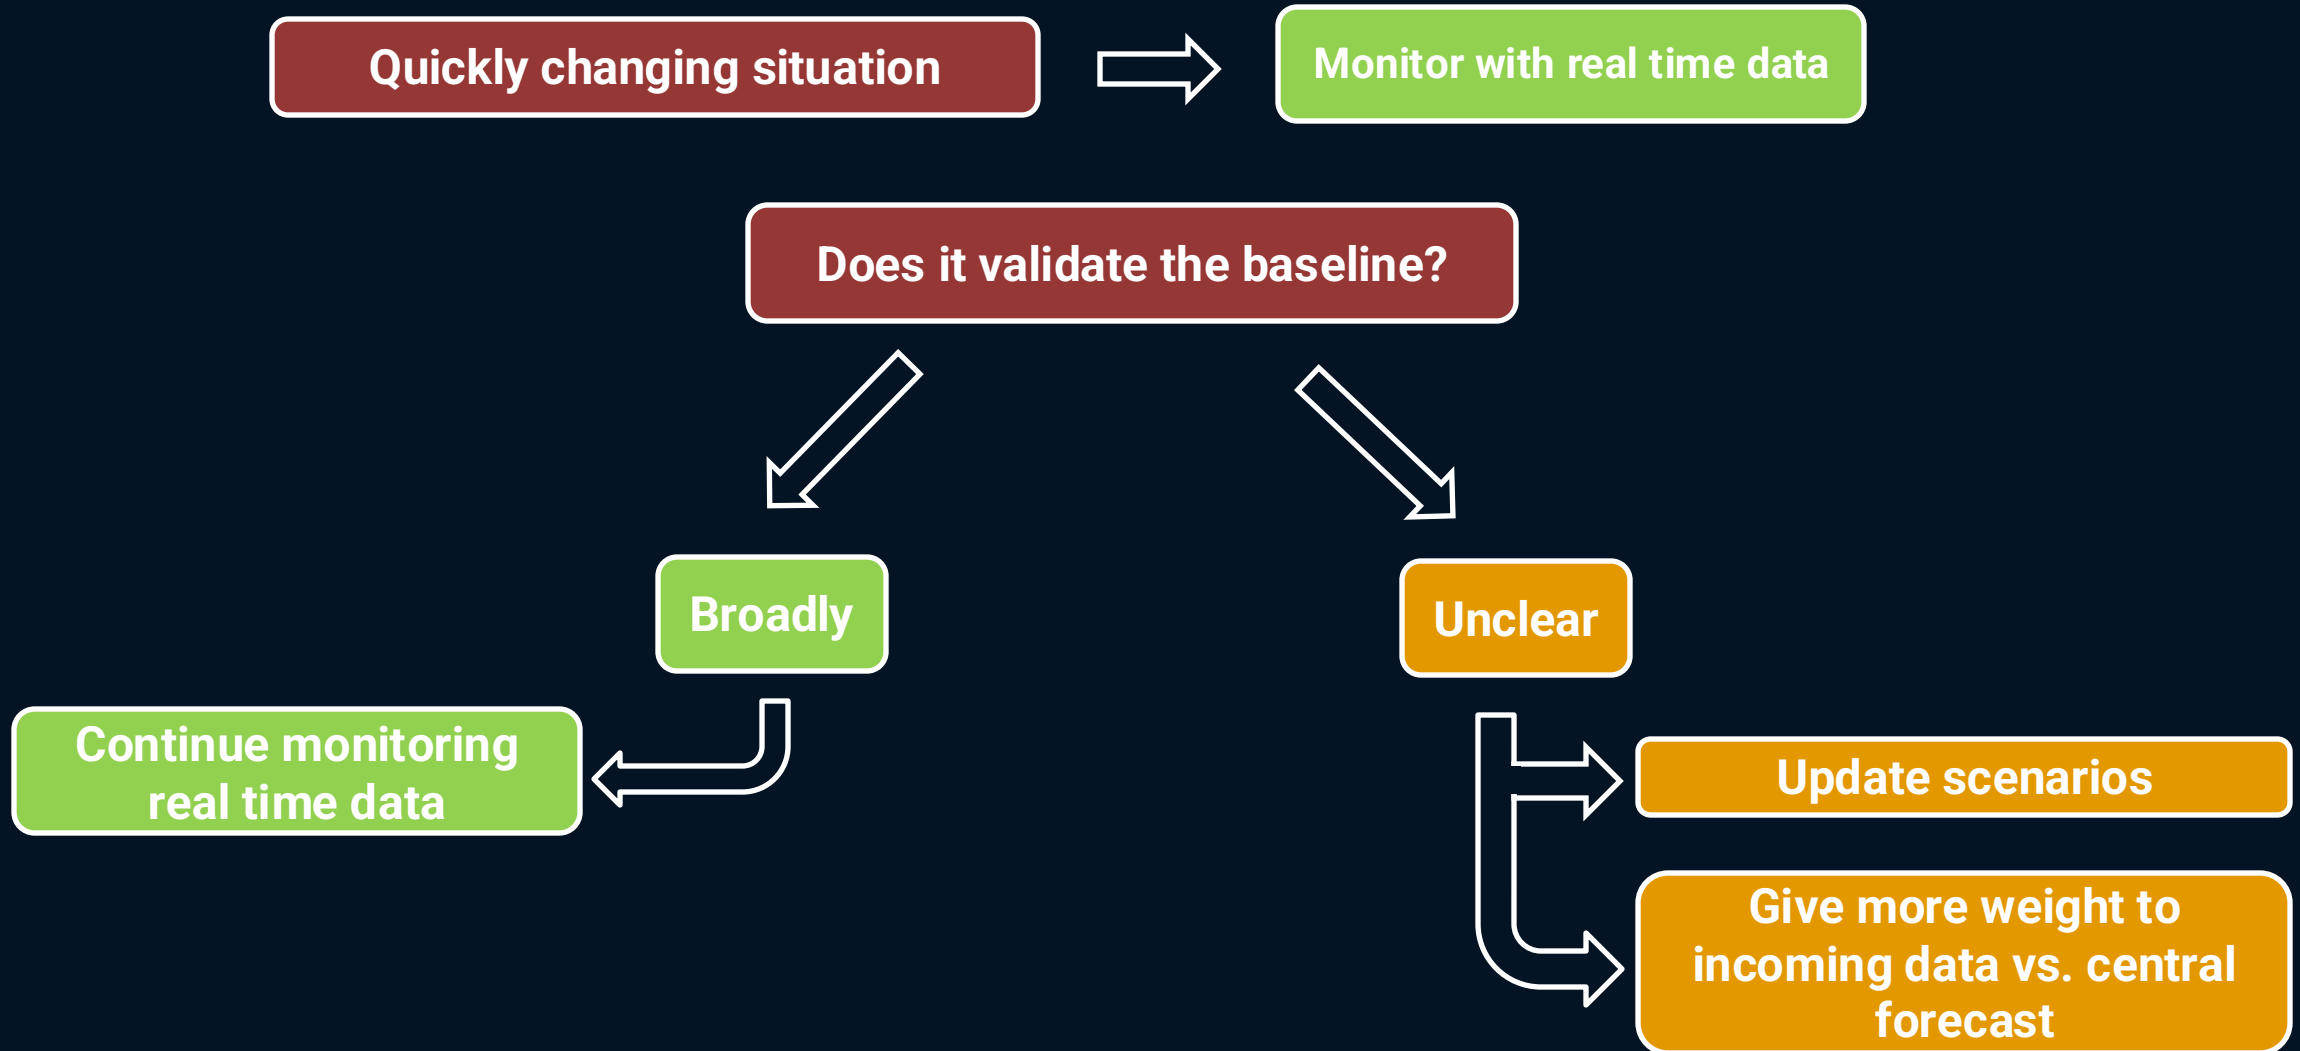 Quickly changing situation
Monitor with real time data
Does it validate the baseline?
Broadly
Unclear
Continue monitoring
real time data
Update scenarios
Give more weight to
incoming data vs. central
forecast